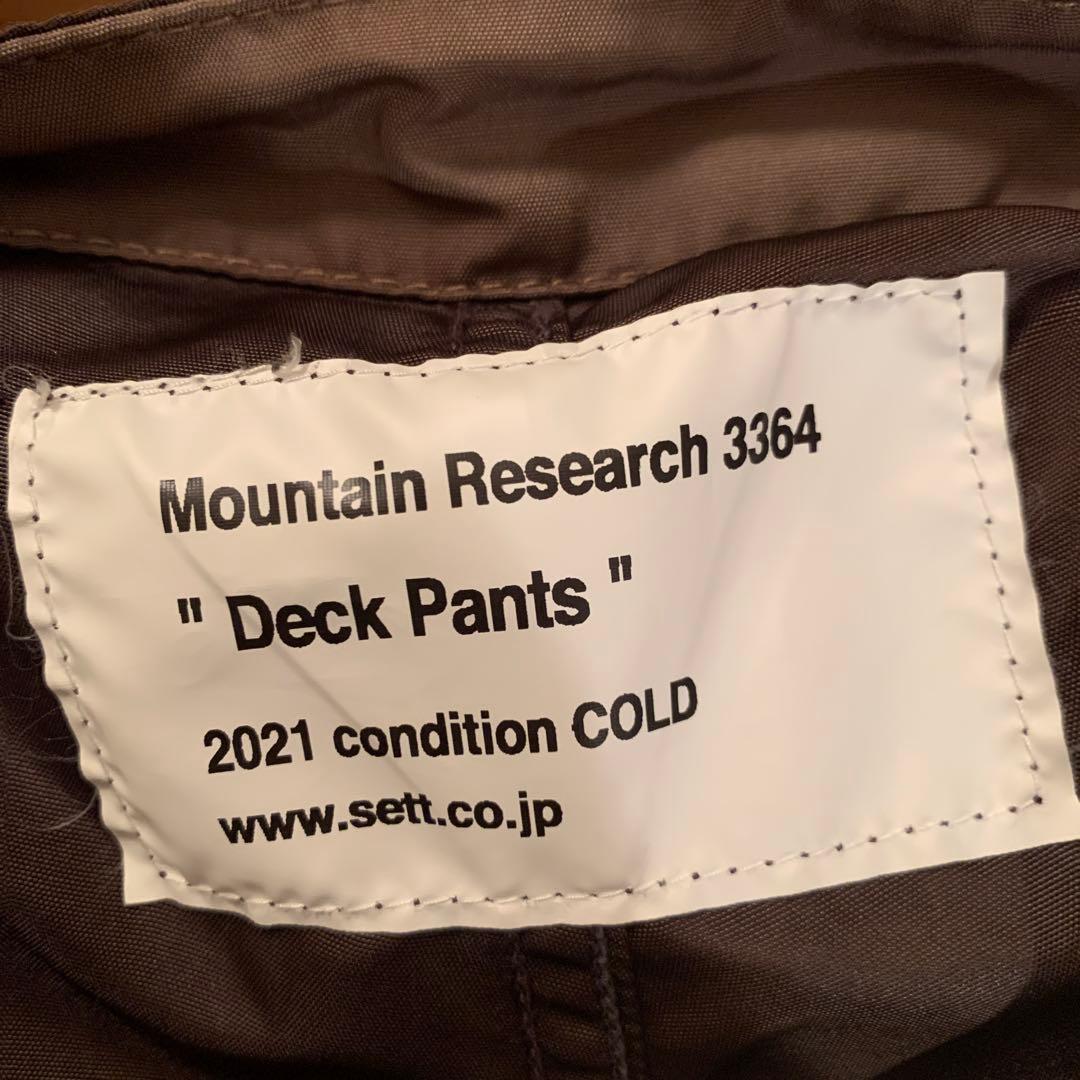 Mountain Research 3364
" Deck Pants "
2021 condition COLD
www.sett.co.jp